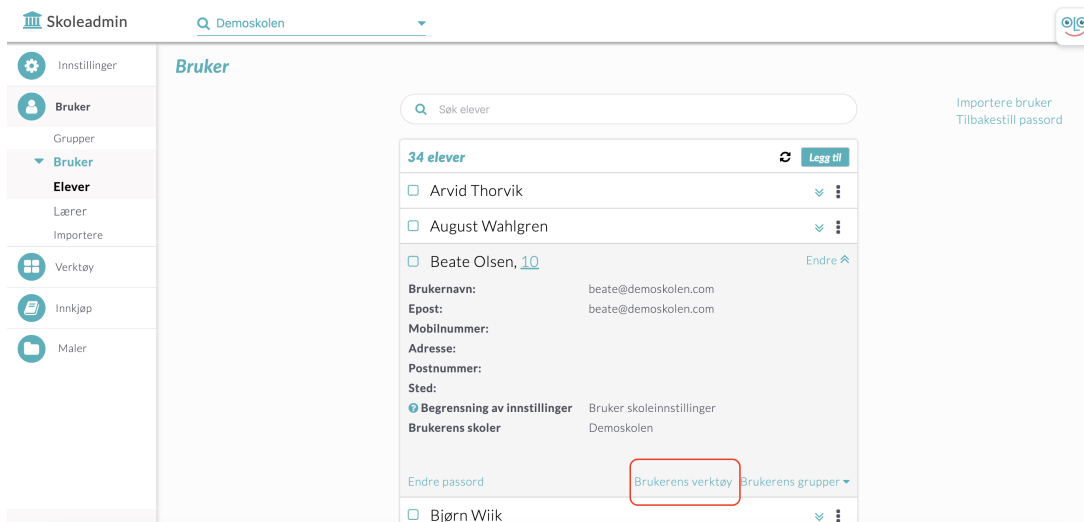 Skoleadmin
Demoskolen
Innstillinger
Bruker
Grupper
Bruker
Elever
Lærer
Importere
Verktøy
Innkjøp
Maler
Bruker
Søk elever
Importere bruker
Tilbakestill passord
34 elever Legg til
Arvid Thorvik
August Wahlgren
Beate Olsen, 10 Endre
Brukernavn: beate@demoskolen.com
Epost: beate@demoskolen.com
Mobilnummer:
Adresse:
Postnummer:
Sted:
? Begrensning av innstillinger Bruker skoleinnstillinger
Brukerens skoler Demoskolen
Endre passord Brukerens verktøy Brukerens grupper
Bjørn Wiik